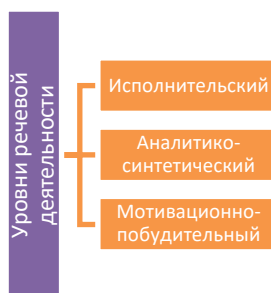 Уровни речевой
деятельности
Исполнительский
Аналитико-
синтетический
Мотивационно-
побудительный